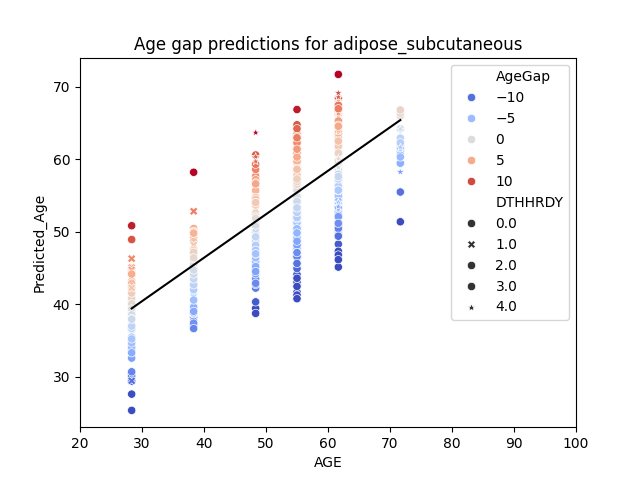 Age gap predictions for adipose_subcutaneous
AgeGap
−10
−5
0
5
10
DTHHRDY
0.0
1.0
2.0
3.0
4.0
70
60
50
40
30
Predicted_Age
20 30 40 50 60 70 80 90 100
AGE